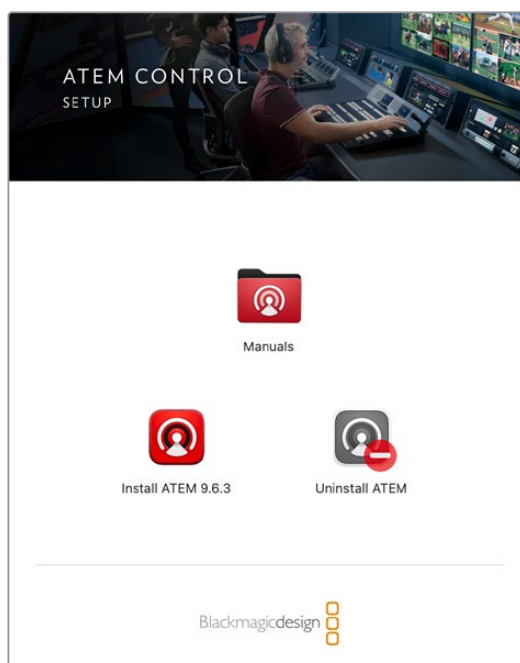 ATEM CONTROL
SETUP
Manuals
Install ATEM 9.6.3
Uninstall ATEM
Blackmagicdesign